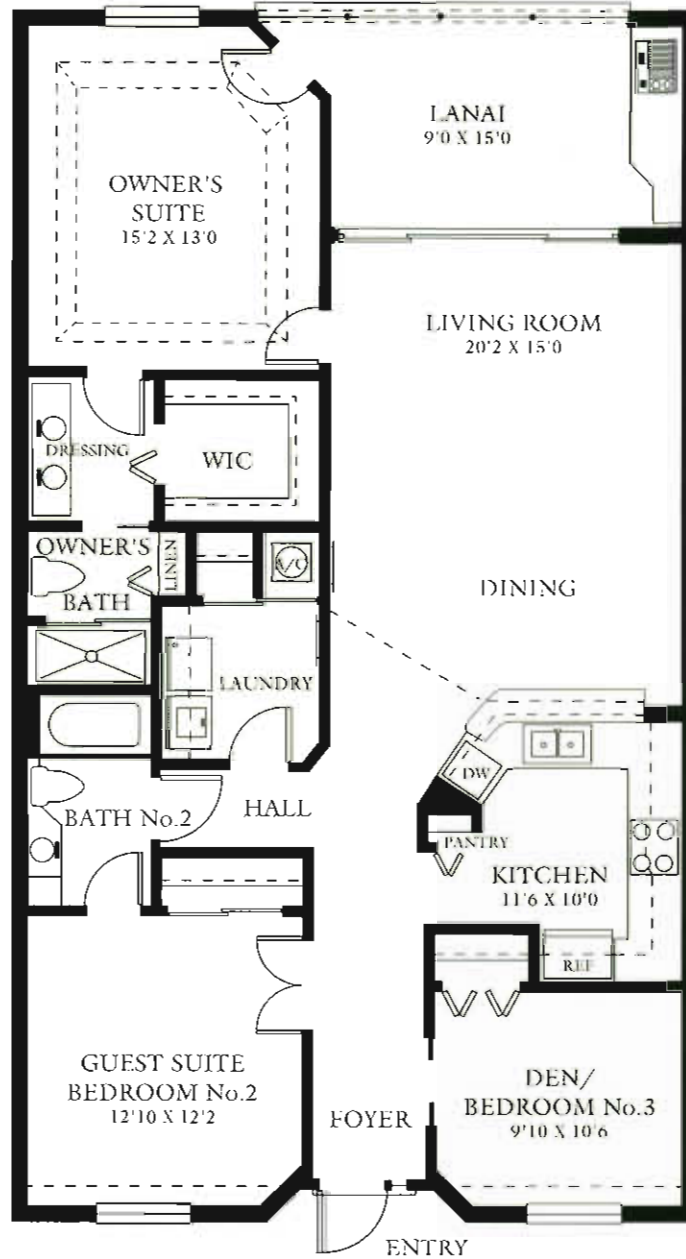 LANAI
9'0 X 15'0
OWNER'S
SUITE
15'2 X 13'0
LIVING ROOM
20'2 X 15'0
DRESSING
WIC
OWNER'S
BATH
LINEN
A/C
DINING
LAUNDRY
DW
BATH No.2
HALL
PANTRY
KITCHEN
11'6 X 10'0
REF
GUEST SUITE
BEDROOM No.2
12'10 X 12'2
DEN/
BEDROOM No.3
9'10 X 10'6
FOYER
ENTRY